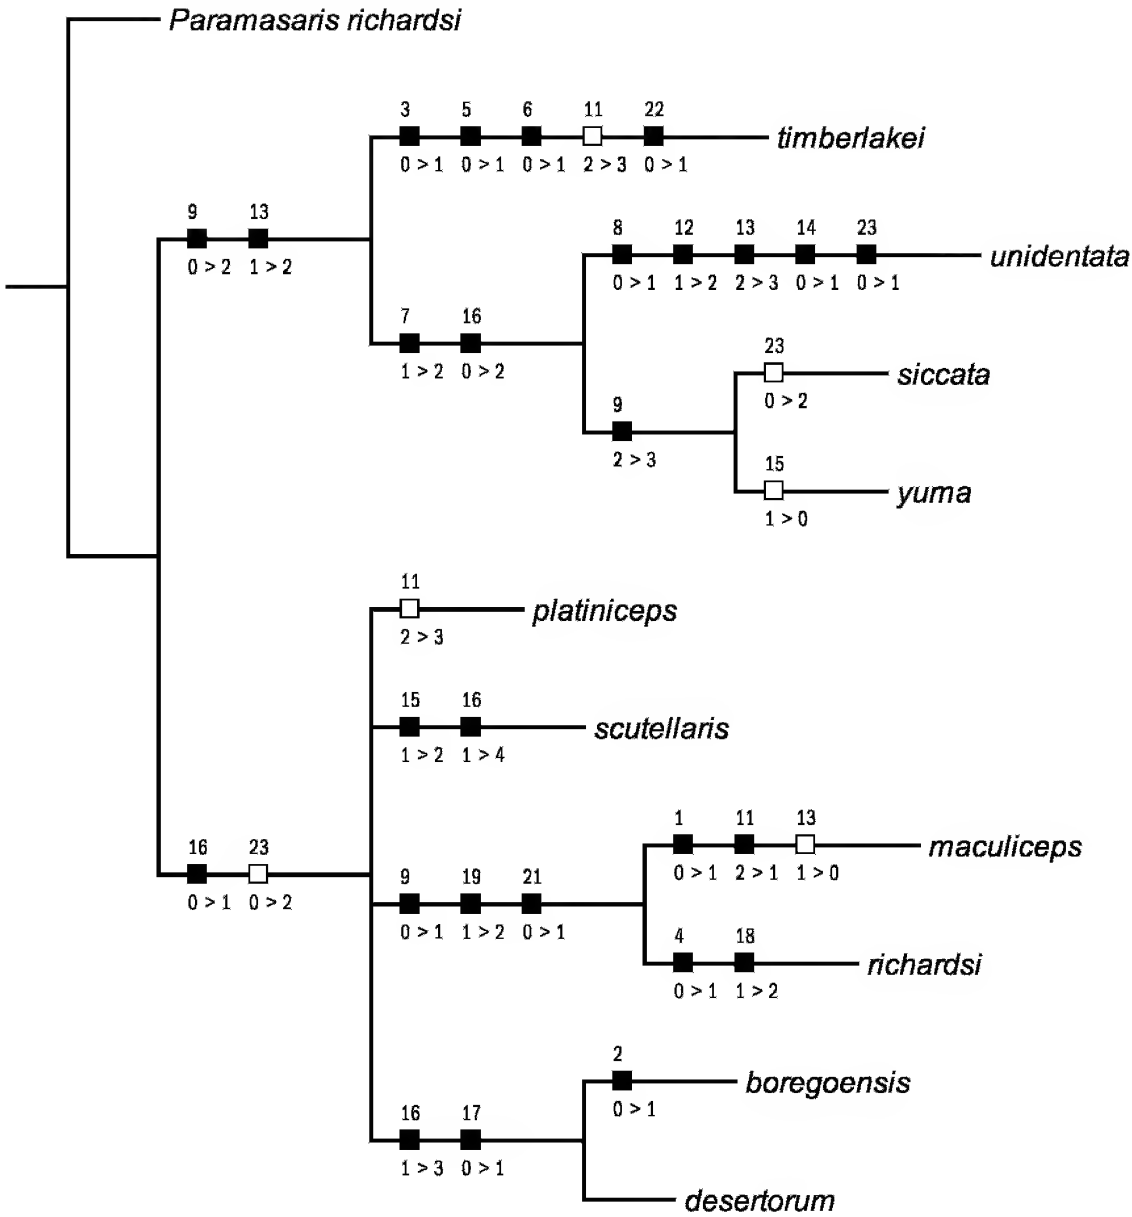 Paramasaris richardsi
3 5 6 11 22
timberlakei
0 > 1 0 > 1 0 > 1 2 > 3 0 > 1
9 13
0 > 2 1 > 2
8 12 13 14 23
unidentata
0 > 1 1 > 2 2 > 3 0 > 1 0 > 1
7 16
1 > 2 0 > 2
23
siccata
0 > 2
9
2 > 3
15
yuma
1 > 0
11
platiniceps
2 > 3
15 16
scutellaris
1 > 2 1 > 4
1 11 13
maculiceps
0 > 1 2 > 1 1 > 0
16 23
0 > 1 0 > 2
9 19 21
0 > 1 1 > 2 0 > 1
4 18
richardsi
0 > 1 1 > 2
2
boregoensis
0 > 1
16 17
1 > 3 0 > 1
desertorum